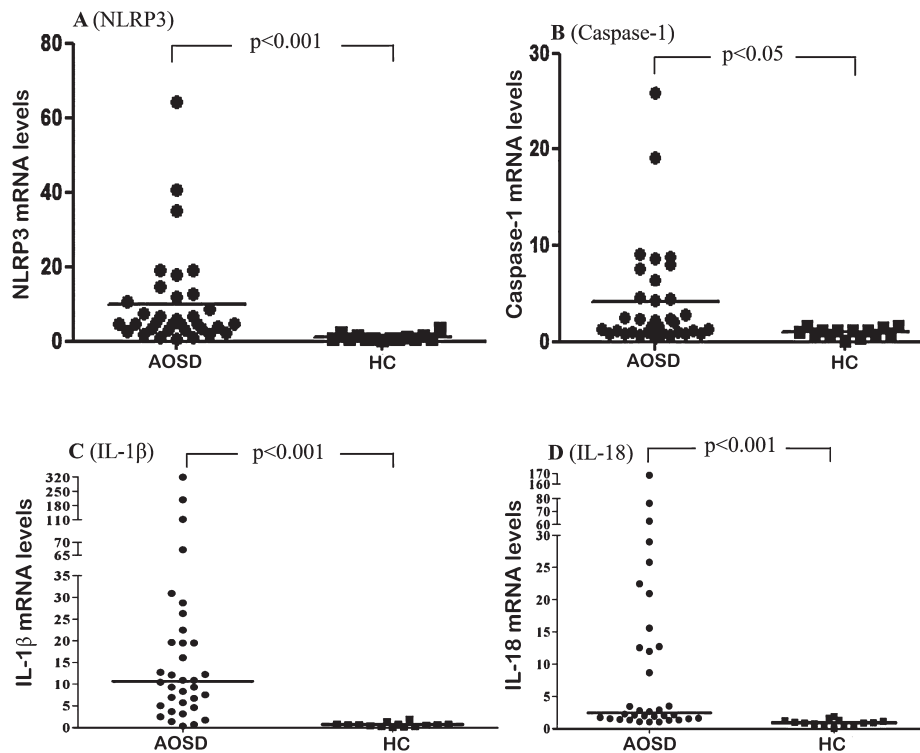 A (NLRP3)
p<0.001
NLRP3 mRNA levels
80
60
40
20
0
AOSD
HC
B (Caspase-1)
p<0.05
Caspase-1 mRNA levels
30
20
10
0
AOSD
HC
C (IL-1β)
p<0.001
IL-1β mRNA levels
320
250
180
110
70
65
35
30
25
20
15
10
5
0
AOSD
HC
D (IL-18)
p<0.001
IL-18 mRNA levels
170
160
80
70
60
30
25
20
15
10
5
0
AOSD
HC